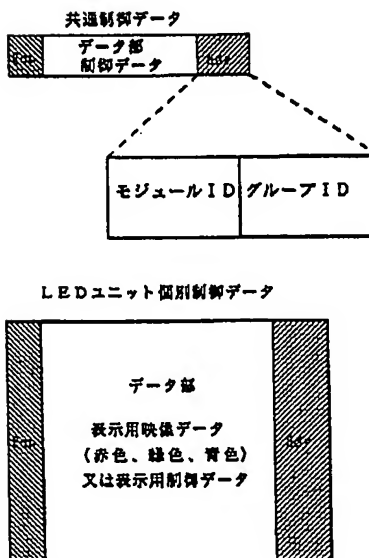 共通制御データ
データ部
制御データ
モジュールID グループID
LEDユニット個別制御データ
データ部
表示用映像データ
(赤色、緑色、青色)
又は表示用制御データ